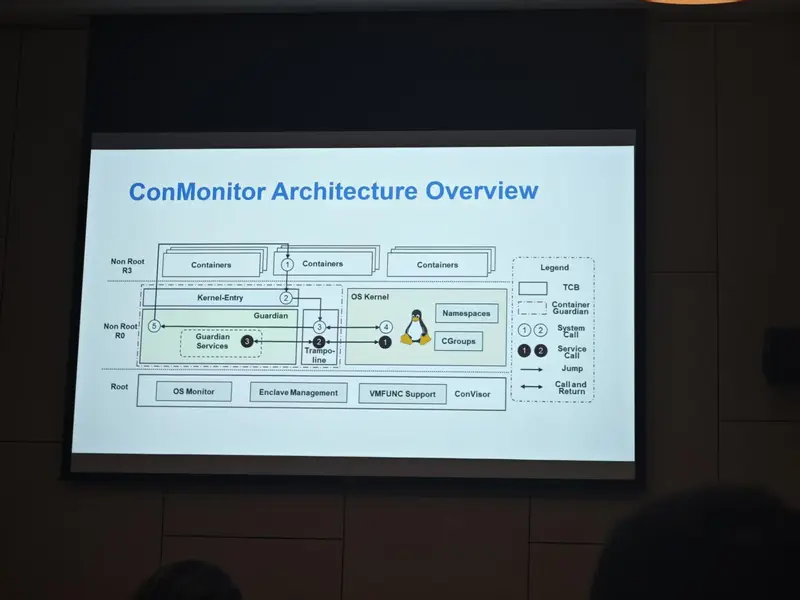 ConMonitor Architecture Overview
Non Root
R3
Containers
1
Containers
Containers
Kernel-Entry
2
Non Root
R0
Guardian
5
Guardian
Services
3
3
2
Trampo-
line
OS Kernel
4
1
Namespaces
CGroups
Root
OS Monitor
Enclave Management
VMFUNC Support
ConVisor
Legend
TCB
Container
Guardian
1 2 System
Call
1 2 Service
Call
Jump
Call and
Return